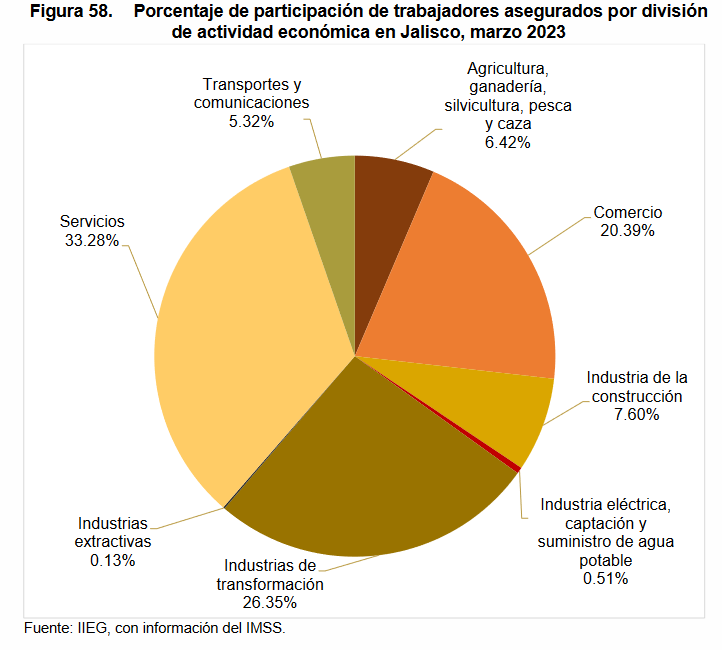 Figura 58. Porcentaje de participación de trabajadores asegurados por división
de actividad económica en Jalisco, marzo 2023
Transportes y
comunicaciones
5.32%
Agricultura,
ganadería,
silvicultura, pesca
y caza
6.42%
Servicios
33.28%
Comercio
20.39%
Industria de la
construcción
7.60%
Industria eléctrica,
captación y
suministro de agua
potable
0.51%
Industrias
extractivas
0.13%
Industrias de
transformación
26.35%
Fuente: IIEG, con información del IMSS.